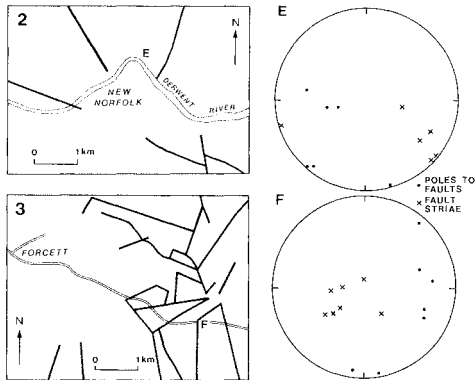 2
E
N
NEW
NORFOLK
DERWENT
RIVER
0 1km
E
POLES TO
FAULTS
FAULT
STRIAE
3
FORCETT
F
N
0 1km
F